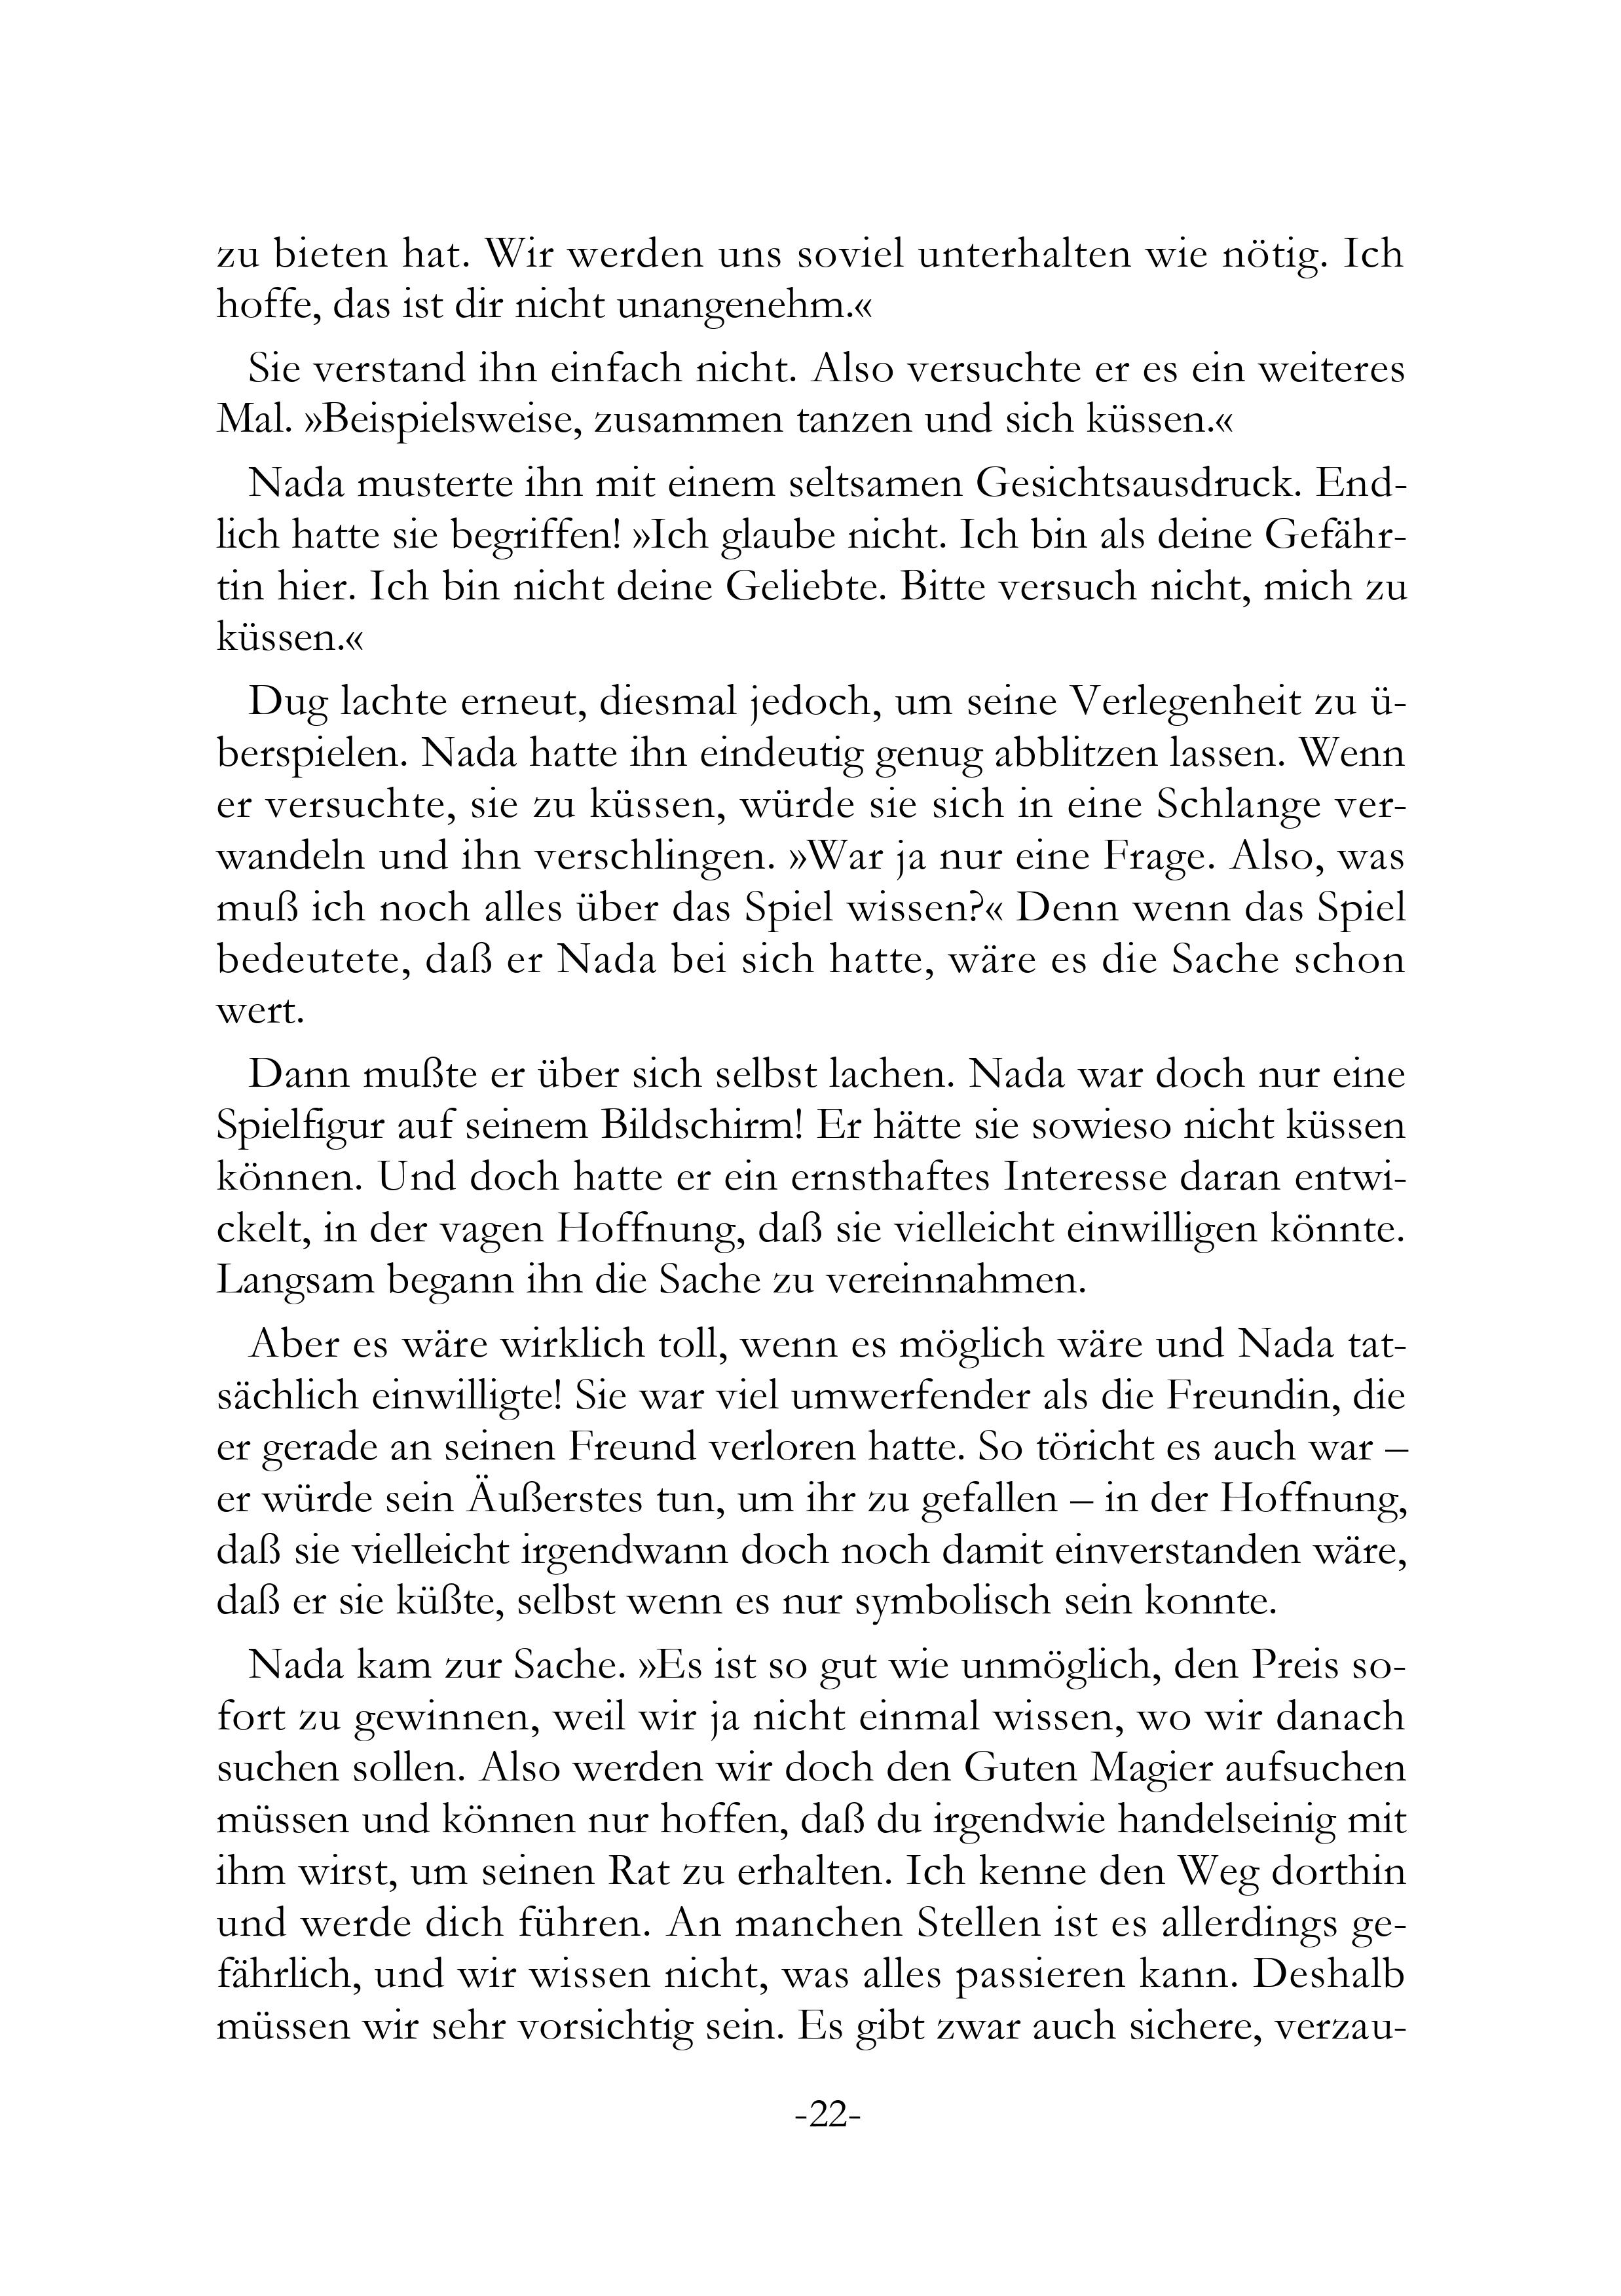 zu bieten hat. Wir werden uns soviel unterhalten wie nötig. Ich
hoffe, das ist dir nicht unangenehm.«
Sie verstand ihn einfach nicht. Also versuchte er es ein weiteres
Mal. »Beispielsweise, zusammen tanzen und sich küssen.«
Nada musterte ihn mit einem seltsamen Gesichtsausdruck. End-
lich hatte sie begriffen! »Ich glaube nicht. Ich bin als deine Gefähr-
tin hier. Ich bin nicht deine Geliebte. Bitte versuch nicht, mich zu
küssen.«
Dug lachte erneut, diesmal jedoch, um seine Verlegenheit zu ü-
berspielen. Nada hatte ihn eindeutig genug abblitzen lassen. Wenn
er versuchte, sie zu küssen, würde sie sich in eine Schlange ver-
wandeln und ihn verschlingen. »War ja nur eine Frage. Also, was
muß ich noch alles über das Spiel wissen?« Denn wenn das Spiel
bedeutete, daß er Nada bei sich hatte, wäre es die Sache schon
wert.
Dann mußte er über sich selbst lachen. Nada war doch nur eine
Spielfigur auf seinem Bildschirm! Er hätte sie sowieso nicht küssen
können. Und doch hatte er ein ernsthaftes Interesse daran entwi-
ckelt, in der vagen Hoffnung, daß sie vielleicht einwilligen könnte.
Langsam begann ihn die Sache zu vereinnahmen.
Aber es wäre wirklich toll, wenn es möglich wäre und Nada tat-
sächlich einwilligte! Sie war viel umwerfender als die Freundin, die
er gerade an seinen Freund verloren hatte. So töricht es auch war –
er würde sein Äußerstes tun, um ihr zu gefallen – in der Hoffnung,
daß sie vielleicht irgendwann doch noch damit einverstanden wäre,
daß er sie küßte, selbst wenn es nur symbolisch sein konnte.
Nada kam zur Sache. »Es ist so gut wie unmöglich, den Preis so-
fort zu gewinnen, weil wir ja nicht einmal wissen, wo wir danach
suchen sollen. Also werden wir doch den Guten Magier aufsuchen
müssen und können nur hoffen, daß du irgendwie handelseinig mit
ihm wirst, um seinen Rat zu erhalten. Ich kenne den Weg dorthin
und werde dich führen. An manchen Stellen ist es allerdings ge-
fährlich, und wir wissen nicht, was alles passieren kann. Deshalb
müssen wir sehr vorsichtig sein. Es gibt zwar auch sichere, verzau-
-22-